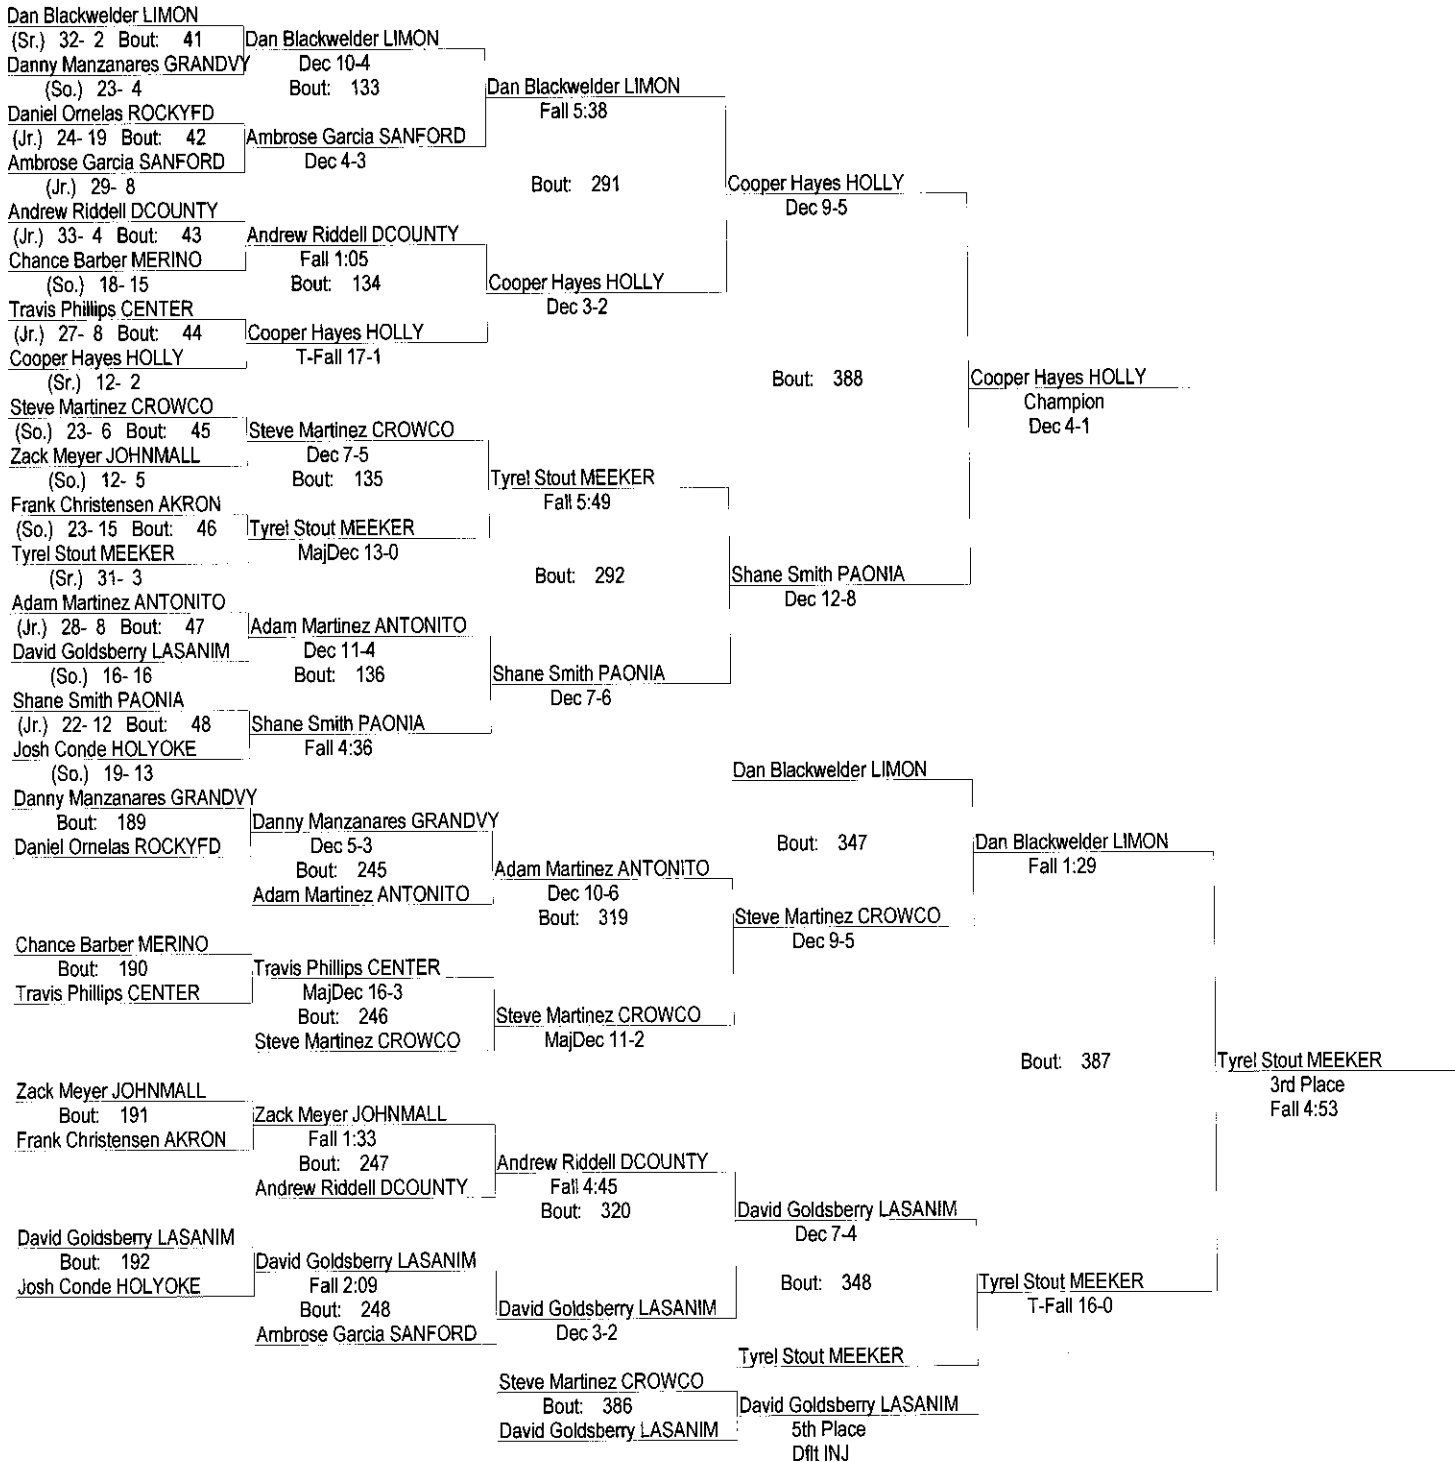 Dan Blackwelder LIMON
(Sr.) 32- 2 Bout: 41
Danny Manzanares GRANDVY
(So.) 23- 4
Daniel Ornelas ROCKYFD
(Jr.) 24- 19 Bout: 42
Ambrose Garcia SANFORD
(Jr.) 29- 8
Andrew Riddell DCOUNTY
(Jr.) 33- 4 Bout: 43
Chance Barber MERINO
(So.) 18- 15
Travis Phillips CENTER
(Jr.) 27- 8 Bout: 44
Cooper Hayes HOLLY
(Sr.) 12- 2
Steve Martinez CROWCO
(So.) 23- 6 Bout: 45
Zack Meyer JOHNMALL
(So.) 12- 5
Frank Christensen AKRON
(So.) 23- 15 Bout: 46
Tyrel Stout MEEKER
(Sr.) 31- 3
Adam Martinez ANTONITO
(Jr.) 28- 8 Bout: 47
David Goldsberry LASANIM
(So.) 16- 16
Shane Smith PAONIA
(Jr.) 22- 12 Bout: 48
Josh Conde HOLYOKE
(So.) 19- 13
Dan Blackwelder LIMON
Dec 10-4
Bout: 133
Ambrose Garcia SANFORD
Dec 4-3
Andrew Riddell DCOUNTY
Fall 1:05
Bout: 134
Cooper Hayes HOLLY
T-Fall 17-1
Steve Martinez CROWCO
Dec 7-5
Bout: 135
Tyrel Stout MEEKER
MajDec 13-0
Adam Martinez ANTONITO
Dec 11-4
Bout: 136
Shane Smith PAONIA
Fall 4:36
Dan Blackwelder LIMON
Fall 5:38
Bout: 291
Cooper Hayes HOLLY
Dec 3-2
Tyrel Stout MEEKER
Fall 5:49
Bout: 292
Shane Smith PAONIA
Dec 7-6
Cooper Hayes HOLLY
Dec 9-5
Bout: 388
Shane Smith PAONIA
Dec 12-8
Cooper Hayes HOLLY
Champion
Dec 4-1
Danny Manzanares GRANDVY
Bout: 189
Daniel Ornelas ROCKYFD
Chance Barber MERINO
Bout: 190
Travis Phillips CENTER
Zack Meyer JOHNMALL
Bout: 191
Frank Christensen AKRON
David Goldsberry LASANIM
Bout: 192
Josh Conde HOLYOKE
Danny Manzanares GRANDVY
Dec 5-3
Bout: 245
Adam Martinez ANTONITO
Travis Phillips CENTER
MajDec 16-3
Bout: 246
Steve Martinez CROWCO
Zack Meyer JOHNMALL
Fall 1:33
Bout: 247
Andrew Riddell DCOUNTY
David Goldsberry LASANIM
Fall 2:09
Bout: 248
Ambrose Garcia SANFORD
Adam Martinez ANTONITO
Dec 10-6
Bout: 319
Steve Martinez CROWCO
MajDec 11-2
Andrew Riddell DCOUNTY
Fall 4:45
Bout: 320
David Goldsberry LASANIM
Dec 3-2
Dan Blackwelder LIMON
Bout: 347
Steve Martinez CROWCO
Dec 9-5
David Goldsberry LASANIM
Dec 7-4
Bout: 348
Tyrel Stout MEEKER
Dan Blackwelder LIMON
Fall 1:29
Bout: 387
Tyrel Stout MEEKER
T-Fall 16-0
Tyrel Stout MEEKER
3rd Place
Fall 4:53
Steve Martinez CROWCO
Bout: 386
David Goldsberry LASANIM
David Goldsberry LASANIM
5th Place
Dflt INJ